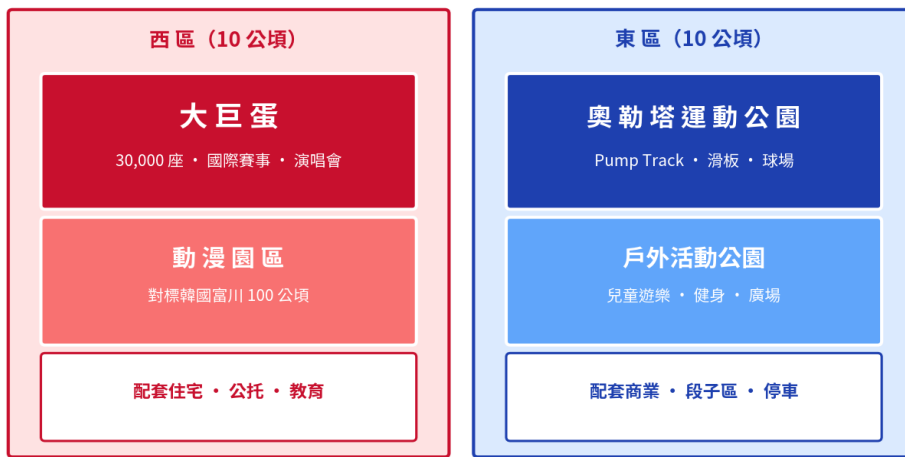 西 區（10 公頃）
大 巨 蛋
30,000 座 · 國際賽事 · 演唱會
動 漫 園 區
對標韓國富川 100 公頃
配套住宅 · 公托 · 教育
東 區（10 公頃）
奧 勒 塔 運 動 公 園
Pump Track · 滑板 · 球場
戶外活動公園
兒童遊樂 · 健身 · 廣場
配套商業 · 段子區 · 停車